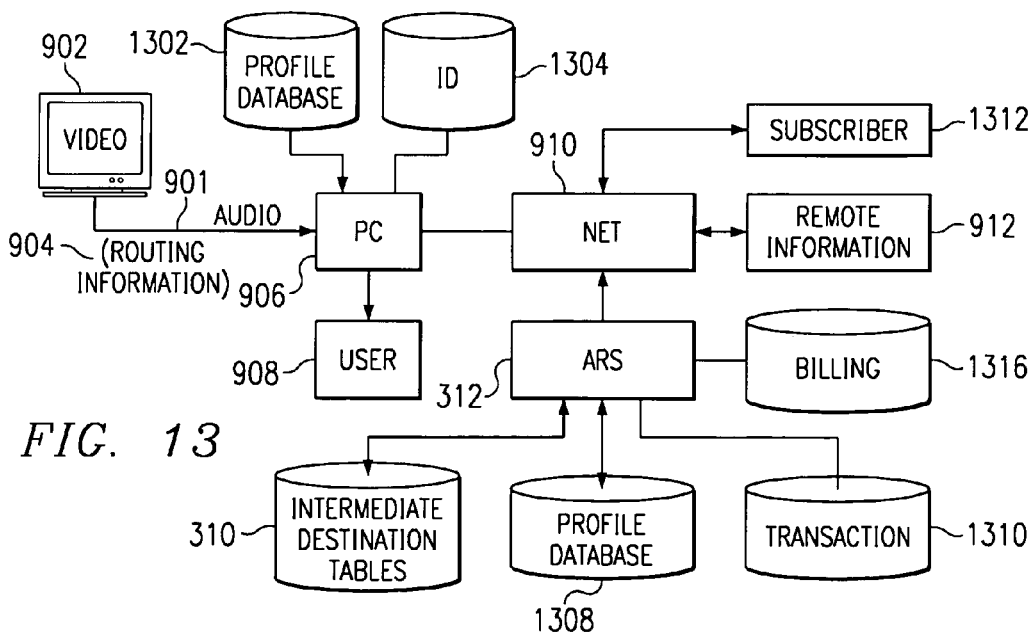 902
1302
PROFILE
DATABASE
ID
1304
VIDEO
SUBSCRIBER
1312
901
AUDIO
910
904
(ROUTING
INFORMATION)
PC
906
NET
REMOTE
INFORMATION
912
USER
908
ARS
312
BILLING
1316
FIG. 13
310
INTERMEDIATE
DESTINATION
TABLES
PROFILE
DATABASE
1308
TRANSACTION
1310